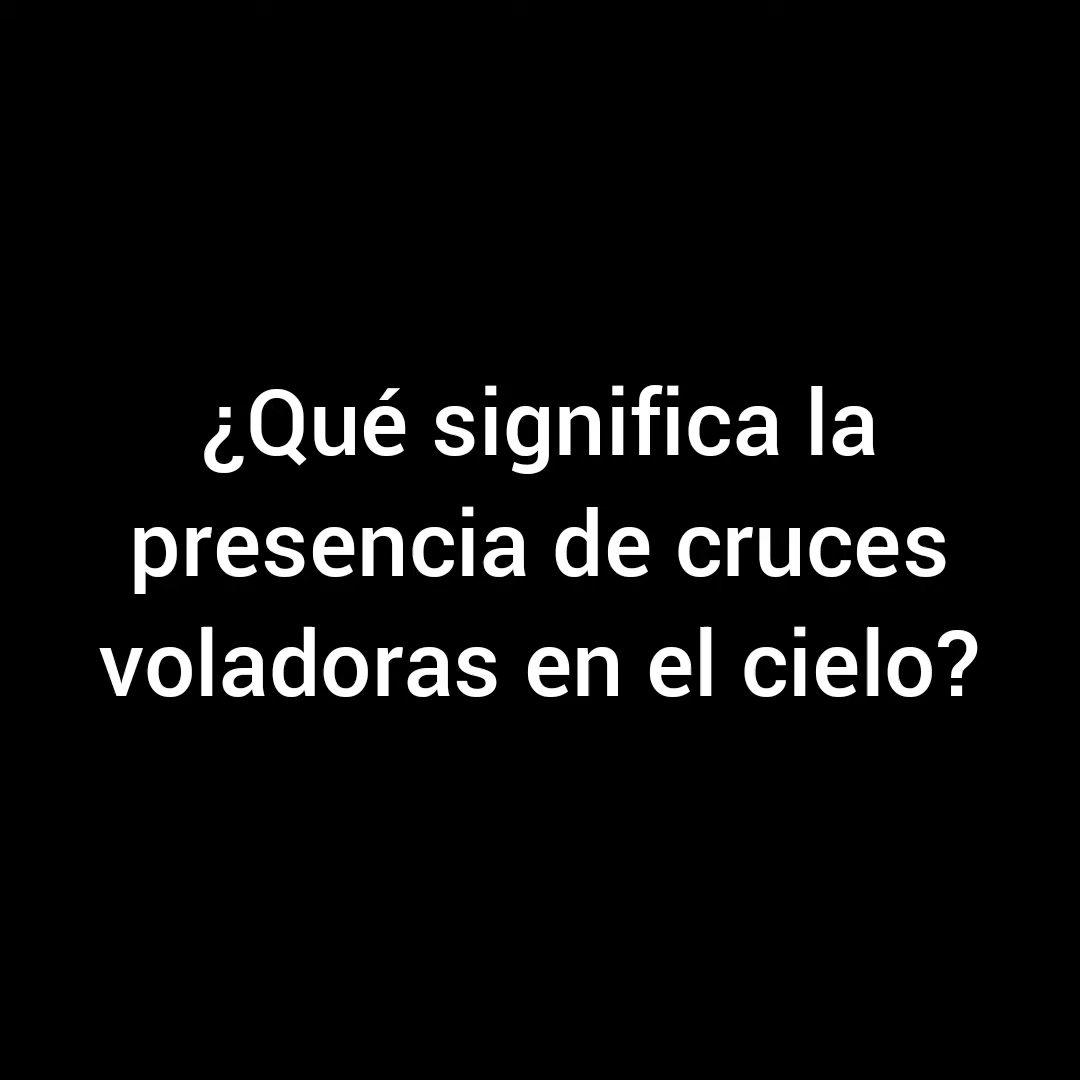 ¿Qué significa la
presencia de cruces
voladoras en el cielo?